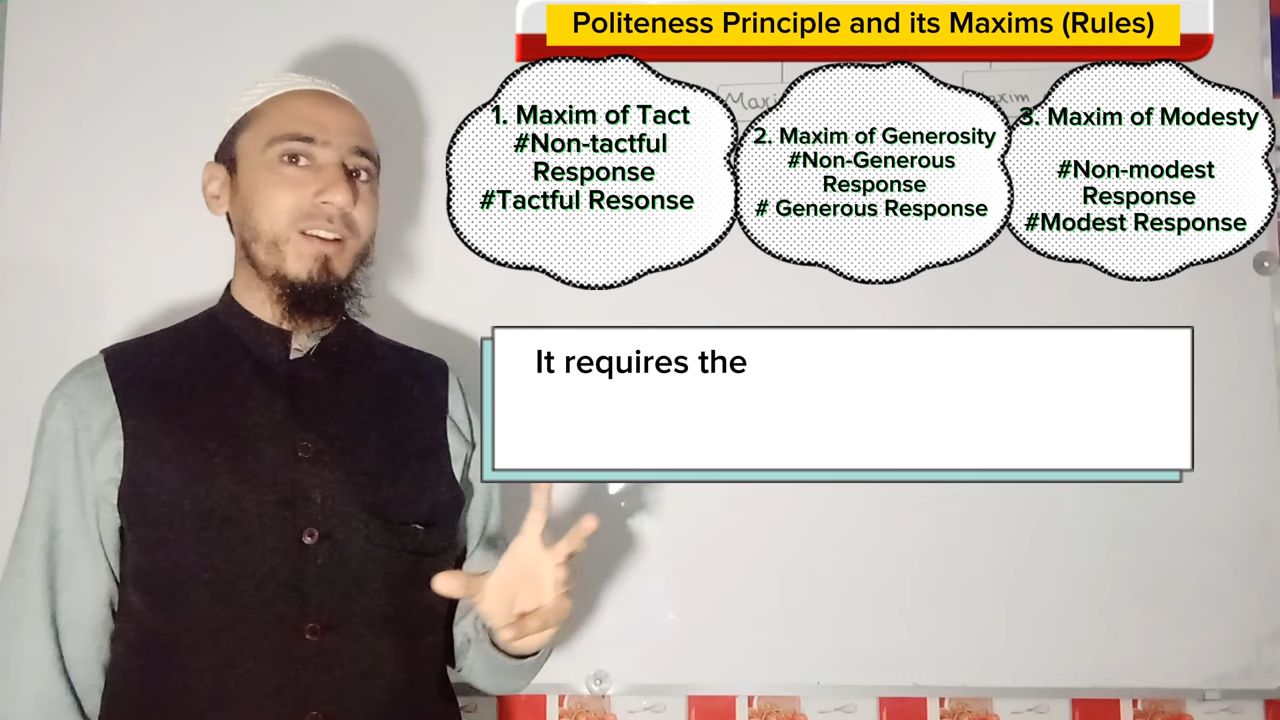 Politeness Principle and its Maxims (Rules)
1. Maxim of Tact
#Non-tactful
Response
#Tactful Resonse
2. Maxim of Generosity
#Non-Generous
Response
# Generous Response
3. Maxim of Modesty
#Non-modest
Response
#Modest Response
It requires the